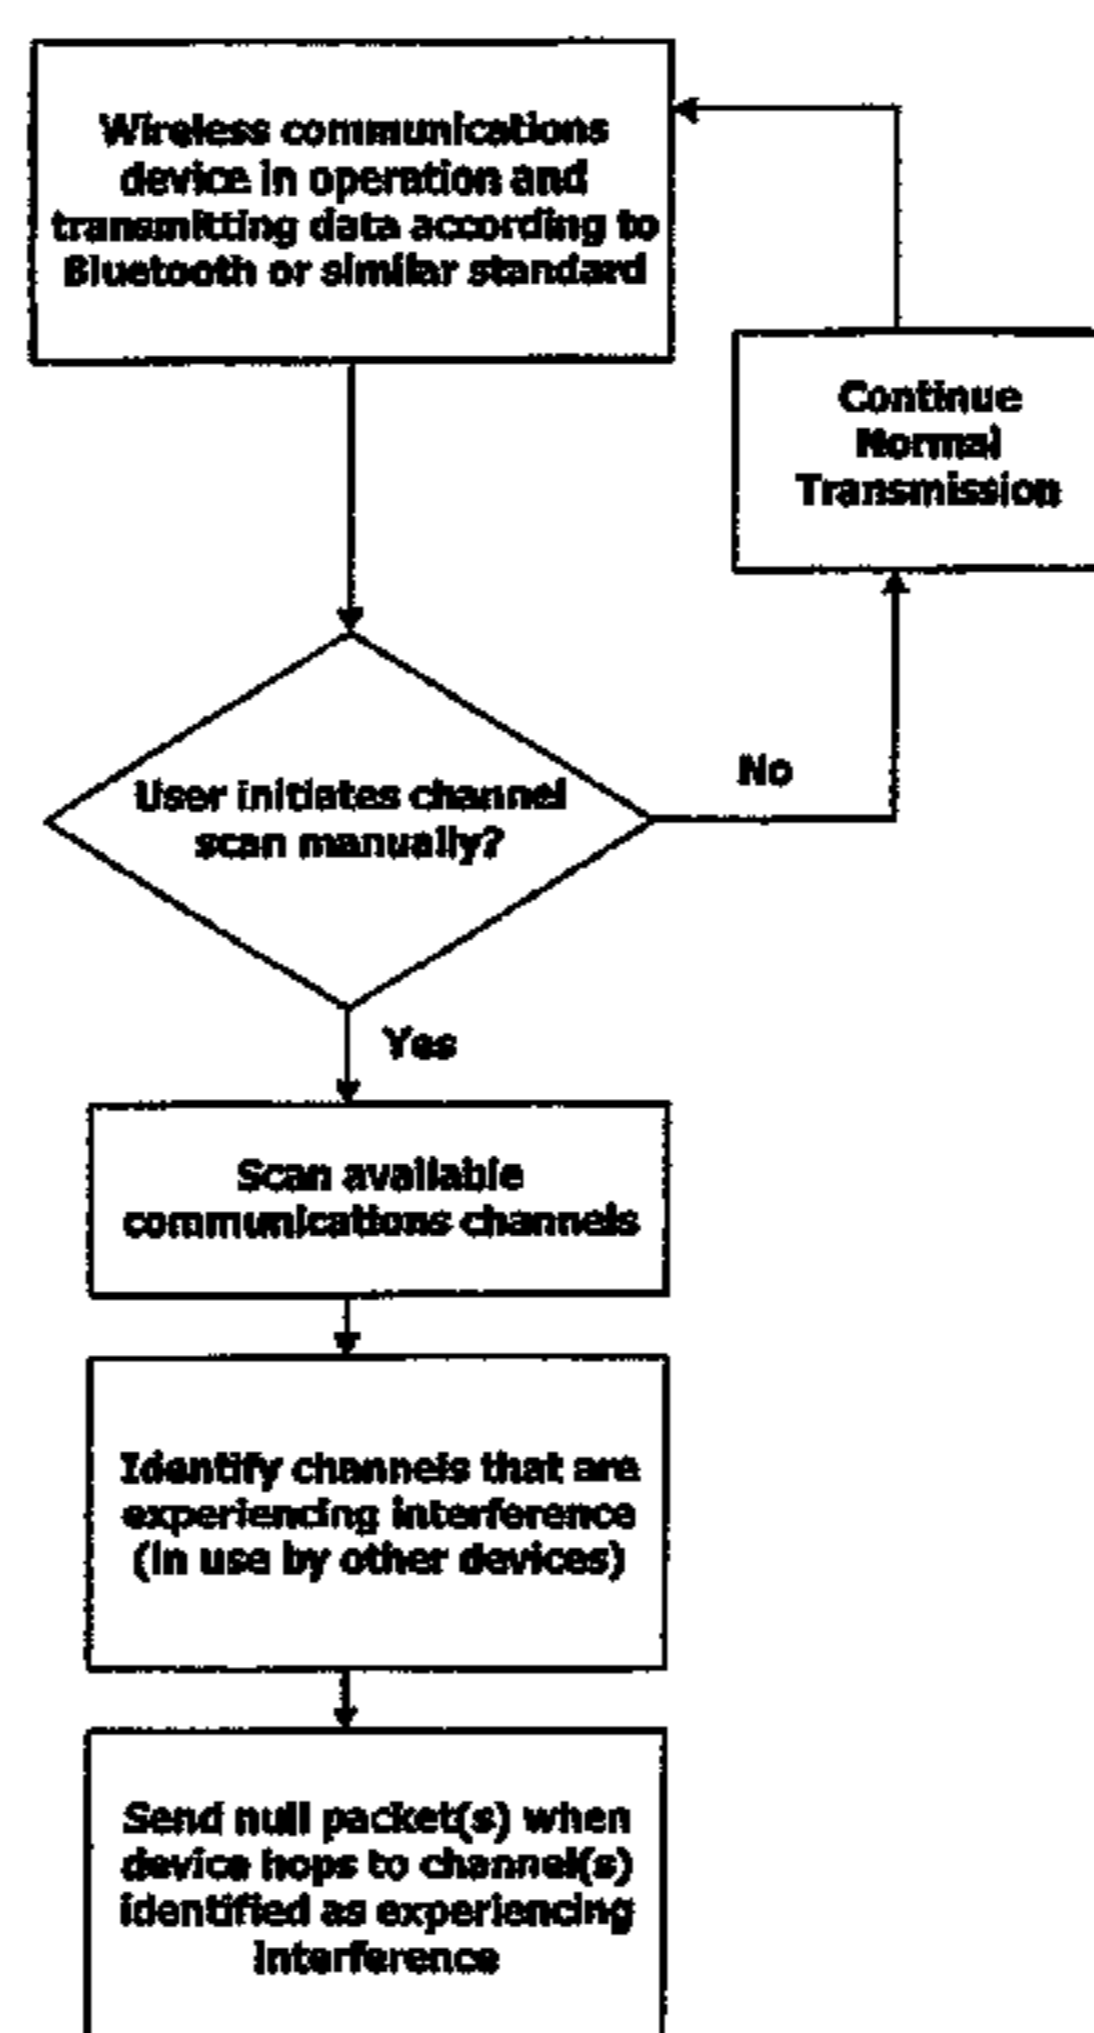 Wireless communications
device in operation and
transmitting data according to
Bluetooth or similar standard
Continue
Normal
Transmission
User initiates channel
scan manually?
No
Yes
Scan available
communications channels
Identify channels that are
experiencing interference
(in use by other devices)
Send null packet(s) when
device hops to channel(s)
identified as experiencing
interference